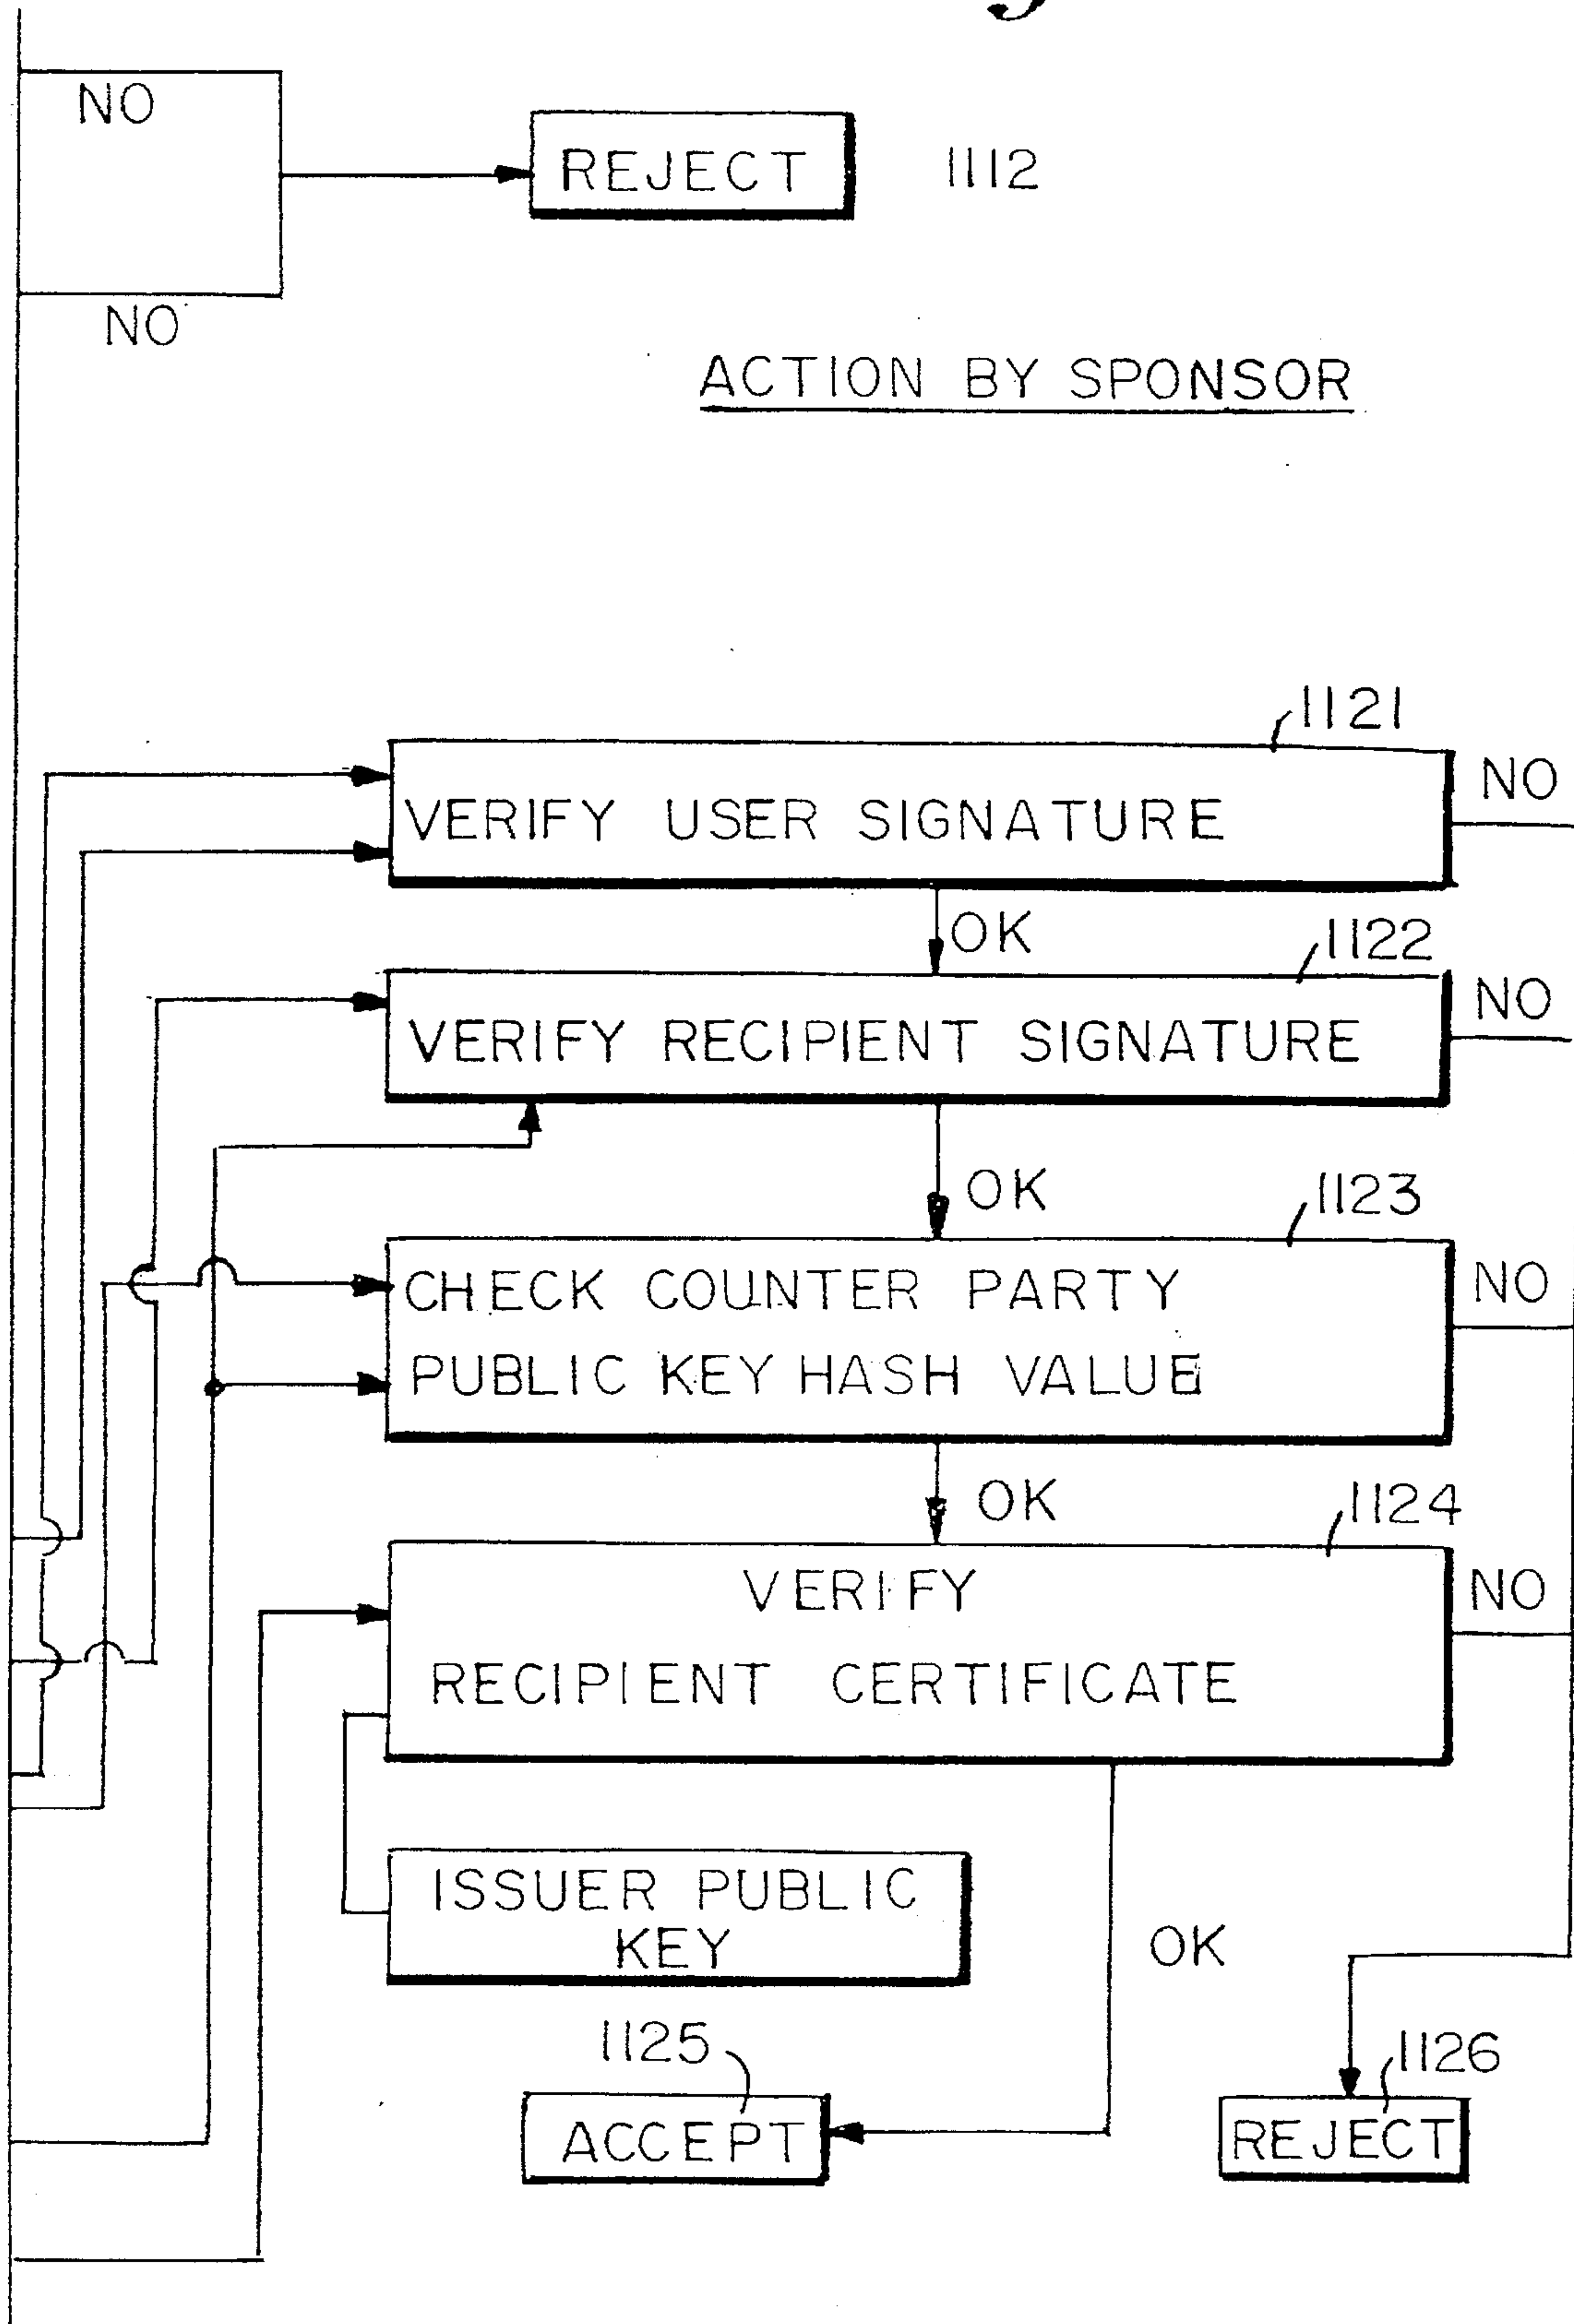 NO
REJECT 1112
NO
ACTION BY SPONSOR
1121
VERIFY USER SIGNATURE NO
OK
1122
VERIFY RECIPIENT SIGNATURE NO
OK
1123
CHECK COUNTER PARTY NO
PUBLIC KEY HASH VALUE
OK
1124
VERIFY NO
RECIPIENT CERTIFICATE
ISSUER PUBLIC
KEY
OK
1125
1126
ACCEPT
REJECT